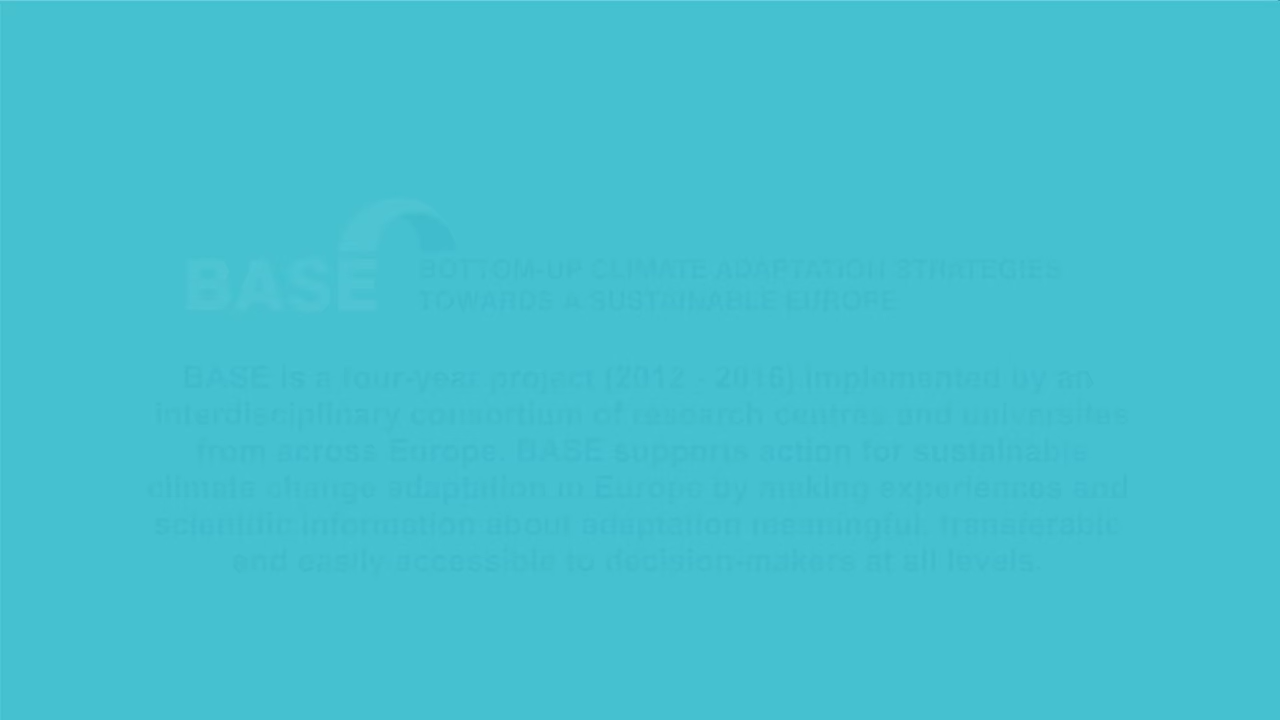 BASE
BOTTOM-UP CLIMATE ADAPTATION STRATEGIES
TOWARDS A SUSTAINABLE EUROPE
BASE is a four-year project (2012 - 2016) implemented by an
interdisciplinary consortium of research centres and universites
from across Europe. BASE supports action for sustainable
climate change adaptation in Europe by making experiences and
scientific information about adaptation meaningful, transferable
and easily accessible to decision-makers at all levels.